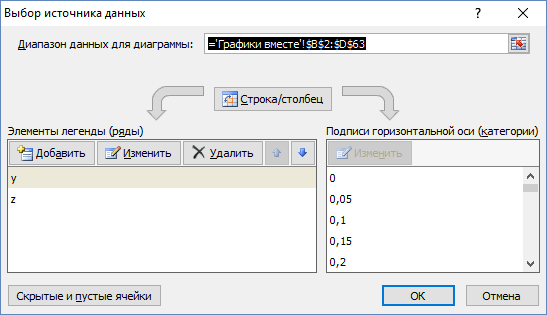 Выбор источника данных
Диапазон данных для диаграммы:
='Графики вместе'!$B$2:$D$63
Строка/столбец
Элементы легенды (ряды)
Подписи горизонтальной оси (категории)
Добавить
Изменить
Удалить
Изменить
y
z
0
0,05
0,1
0,15
0,2
Скрытые и пустые ячейки
ОК
Отмена